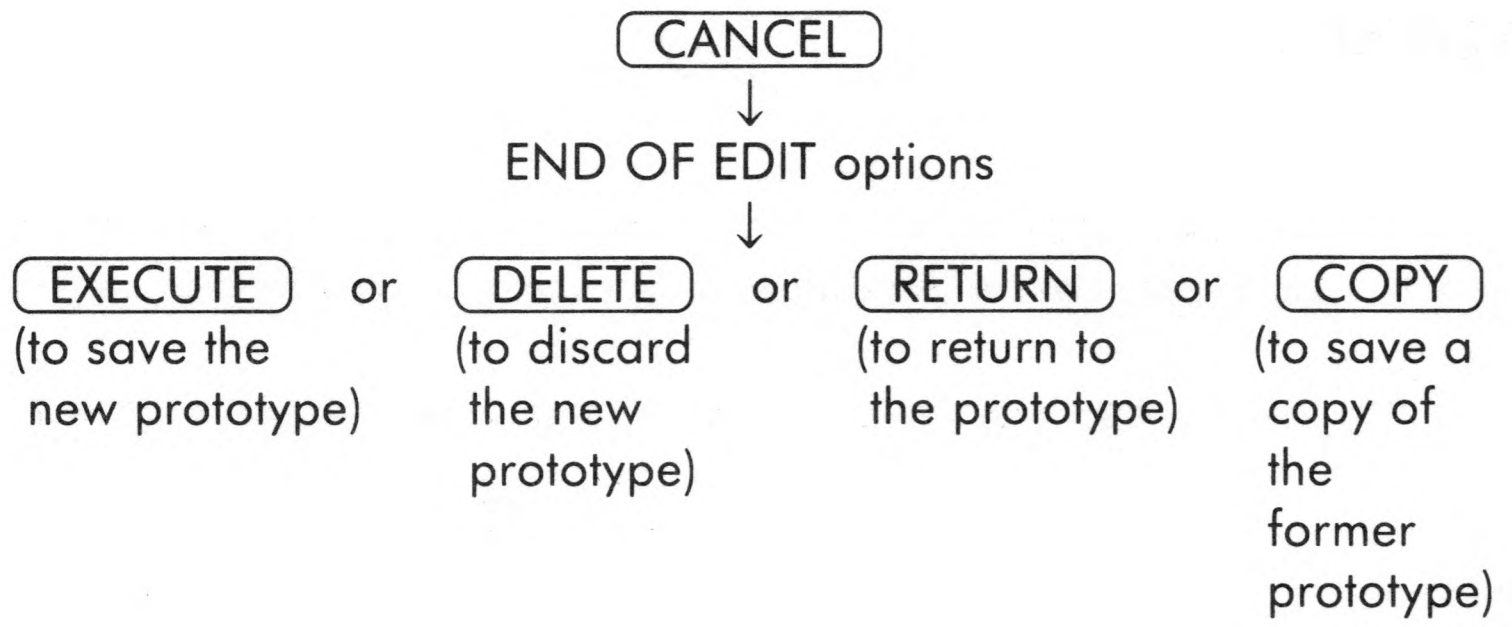 CANCEL
END OF EDIT options
EXECUTE or DELETE or RETURN or COPY
(to save the
new prototype)
(to discard
the new
prototype)
(to return to
the prototype)
(to save a
copy of
the
former
prototype)